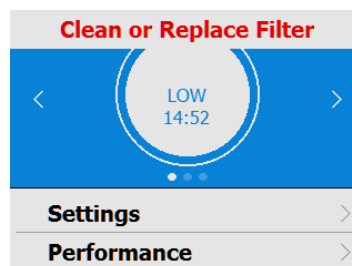 Clean or Replace Filter
LOW
14:52
Settings
Performance